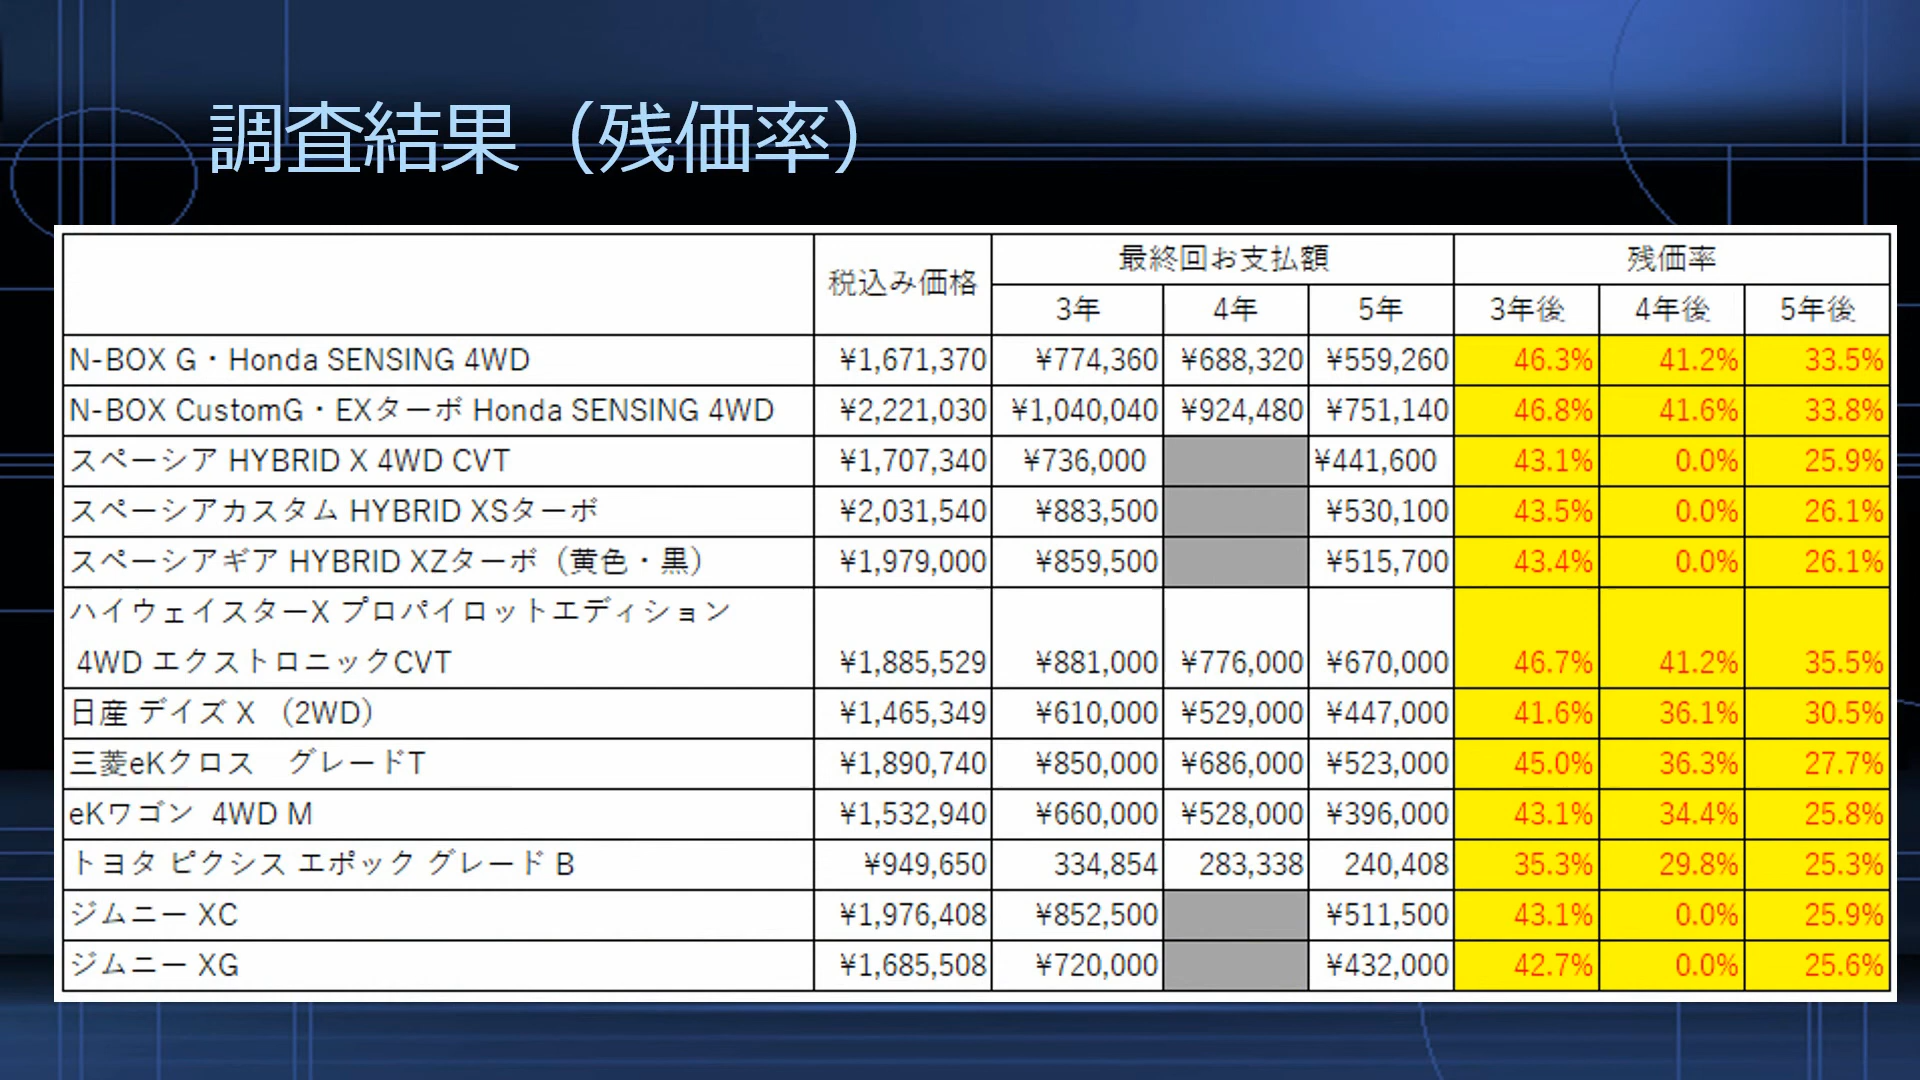 調査結果（残価率）
税込み価格 最終回お支払額 残価率
3年 4年 5年 3年後 4年後 5年後
N-BOX G・Honda SENSING 4WD ¥1,671,370 ¥774,360 ¥688,320 ¥559,260 46.3% 41.2% 33.5%
N-BOX CustomG・EXターボ Honda SENSING 4WD ¥2,221,030 ¥1,040,040 ¥924,480 ¥751,140 46.8% 41.6% 33.8%
スペーシア HYBRID X 4WD CVT ¥1,707,340 ¥736,000 ¥441,600 43.1% 0.0% 25.9%
スペーシアカスタム HYBRID XSターボ ¥2,031,540 ¥883,500 ¥530,100 43.5% 0.0% 26.1%
スペーシアギア HYBRID XZターボ（黄色・黒） ¥1,979,000 ¥859,500 ¥515,700 43.4% 0.0% 26.1%
ハイウェイスターX プロパイロットエディション
4WD エクストロニックCVT ¥1,885,529 ¥881,000 ¥776,000 ¥670,000 46.7% 41.2% 35.5%
日産 デイズ X （2WD） ¥1,465,349 ¥610,000 ¥529,000 ¥447,000 41.6% 36.1% 30.5%
三菱eKクロス　グレードT ¥1,890,740 ¥850,000 ¥686,000 ¥523,000 45.0% 36.3% 27.7%
eKワゴン 4WD M ¥1,532,940 ¥660,000 ¥528,000 ¥396,000 43.1% 34.4% 25.8%
トヨタ ピクシス エポック グレード B ¥949,650 334,854 283,338 240,408 35.3% 29.8% 25.3%
ジムニー XC ¥1,976,408 ¥852,500 ¥511,500 43.1% 0.0% 25.9%
ジムニー XG ¥1,685,508 ¥720,000 ¥432,000 42.7% 0.0% 25.6%